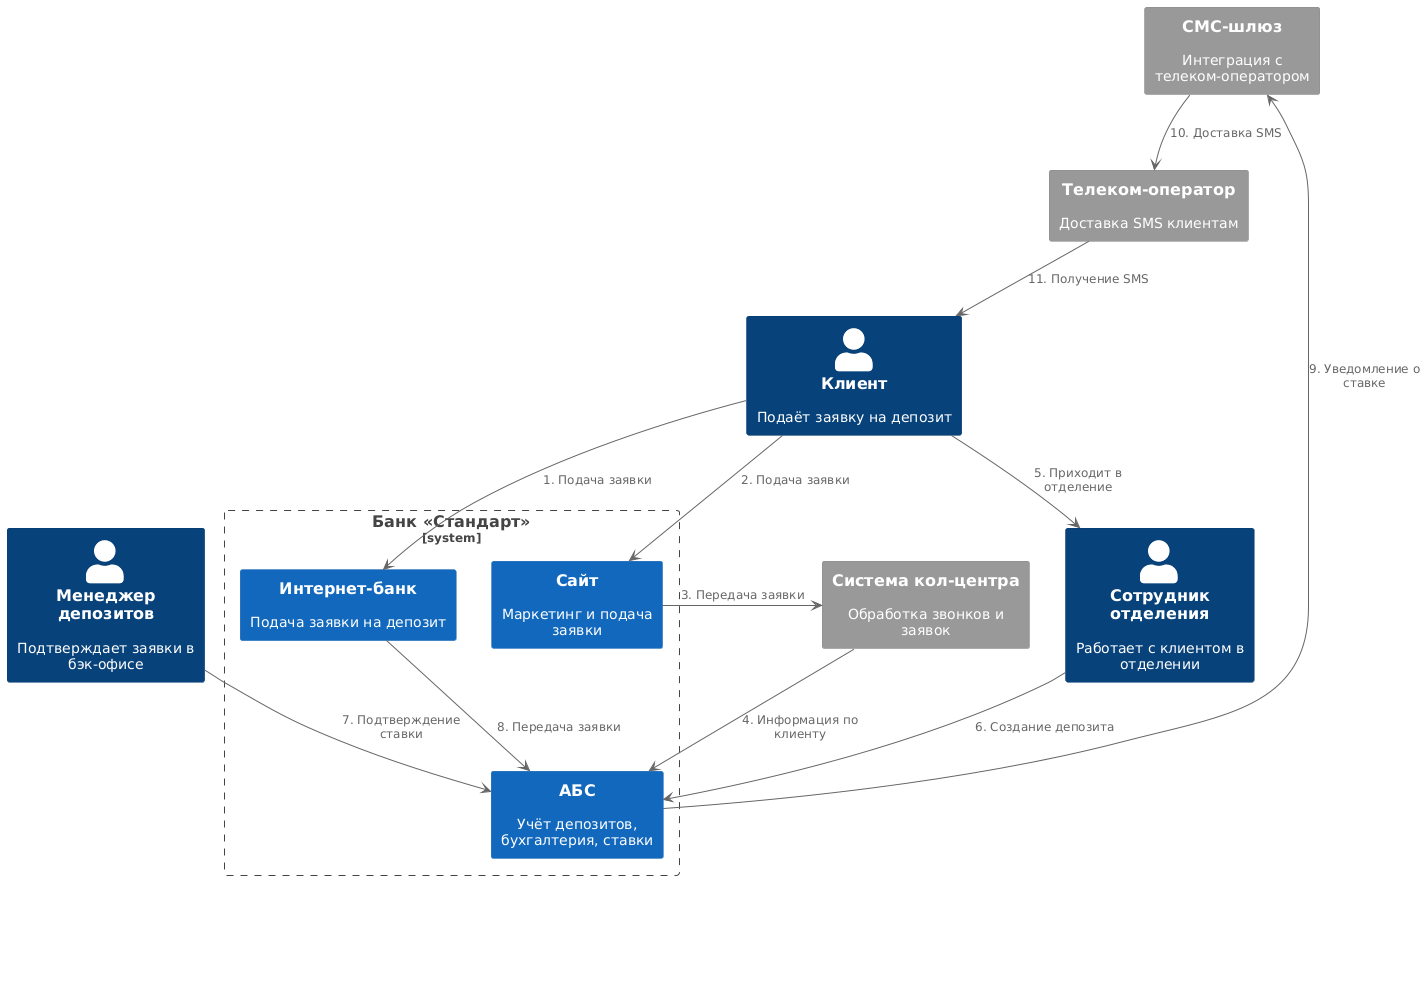 СМС-шлюз
Интеграция с
телеком-оператором
10. Доставка SMS
Телеком-оператор
Доставка SMS клиентам
11. Получение SMS
9. Уведомление о
ставке
Клиент
Подаёт заявку на депозит
1. Подача заявки
2. Подача заявки
5. Приходит в
отделение
Банк «Стандарт»
[system]
Менеджер
депозитов
Подтверждает заявки в
бэк-офисе
Интернет-банк
Подача заявки на депозит
Сайт
Маркетинг и подача
заявки
3. Передача заявки
Система кол-центра
Обработка звонков и
заявок
Сотрудник
отделения
Работает с клиентом в
отделении
7. Подтверждение
ставки
8. Передача заявки
4. Информация по
клиенту
6. Создание депозита
АБС
Учёт депозитов,
бухгалтерия, ставки